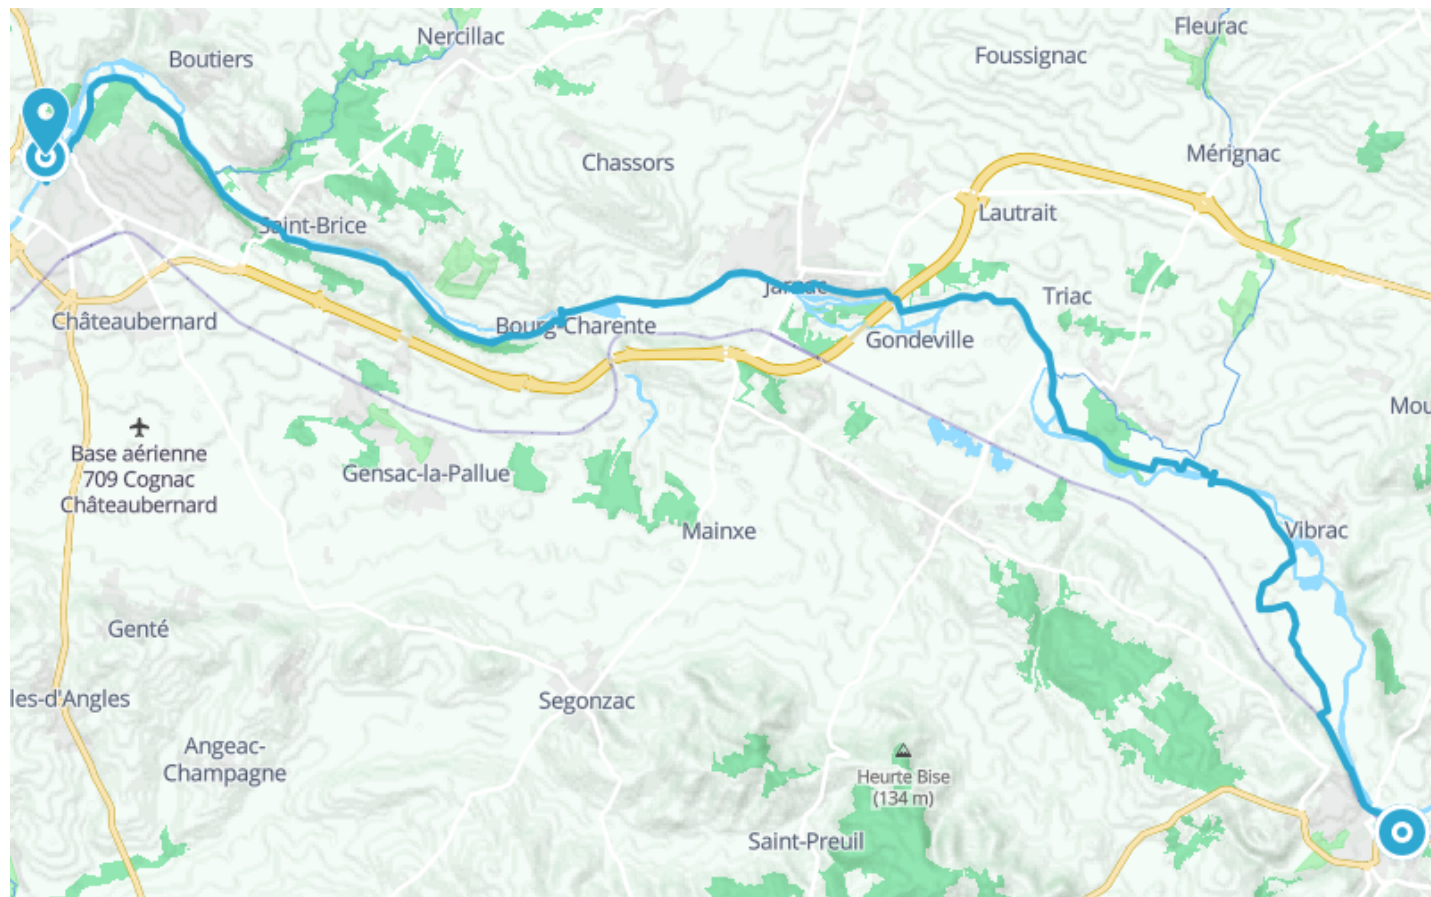 Fleurac
Nercillac
Boutiers
Foussignac
Mérignac
Chassors
Lautrait
Saint-Brice
Jarnac
Triac
Châteaubernard
Bourg-Charente
Gondeville
Mou
Base aérienne
709 Cognac
Châteaubernard
Gensac-la-Pallue
Mainxe
Vibrac
Genté
les-d'Angles
Segonzac
Angeac-
Champagne
Heurte Bise
(134 m)
Saint-Preuil